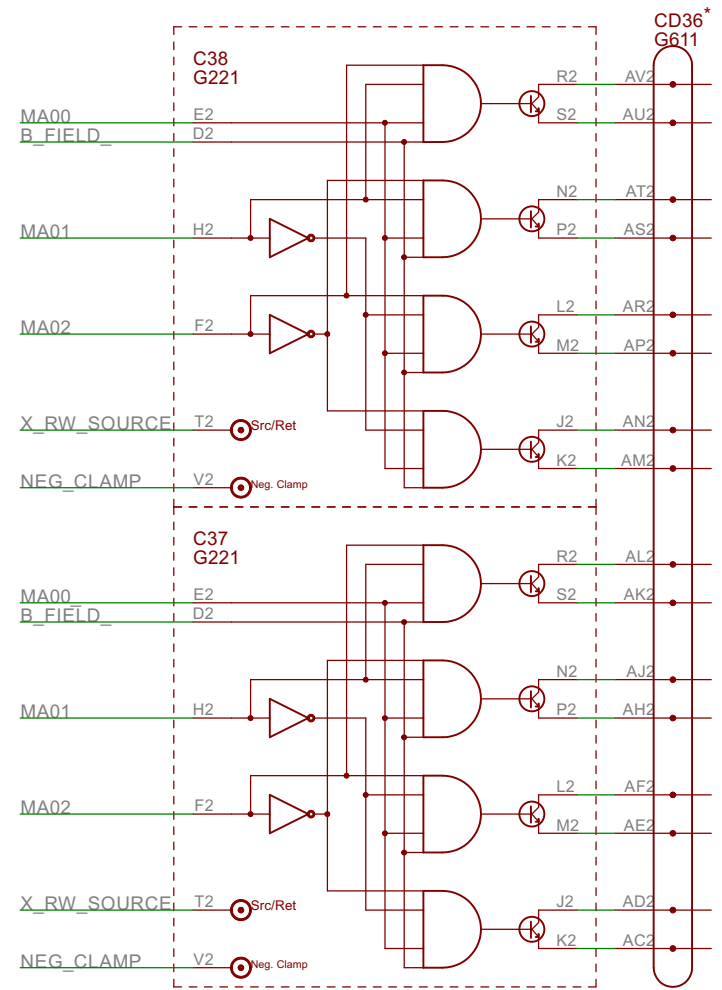 CD36*
G611
C38
G221
R2 AV2
MA00 E2 S2 AU2
B_FIELD_ D2
N2 AT2
MA01 H2 P2 AS2
L2 AR2
MA02 F2 M2 AP2
X_RW_SOURCE T2 Src/Ret J2 AN2
K2 AM2
NEG_CLAMP V2 Neg. Clamp
C37
G221
R2 AL2
MA00_ E2 S2 AK2
B_FIELD_ D2
N2 AJ2
MA01 H2 P2 AH2
L2 AF2
MA02 F2 M2 AE2
X_RW_SOURCE T2 Src/Ret J2 AD2
K2 AC2
NEG_CLAMP V2 Neg. Clamp